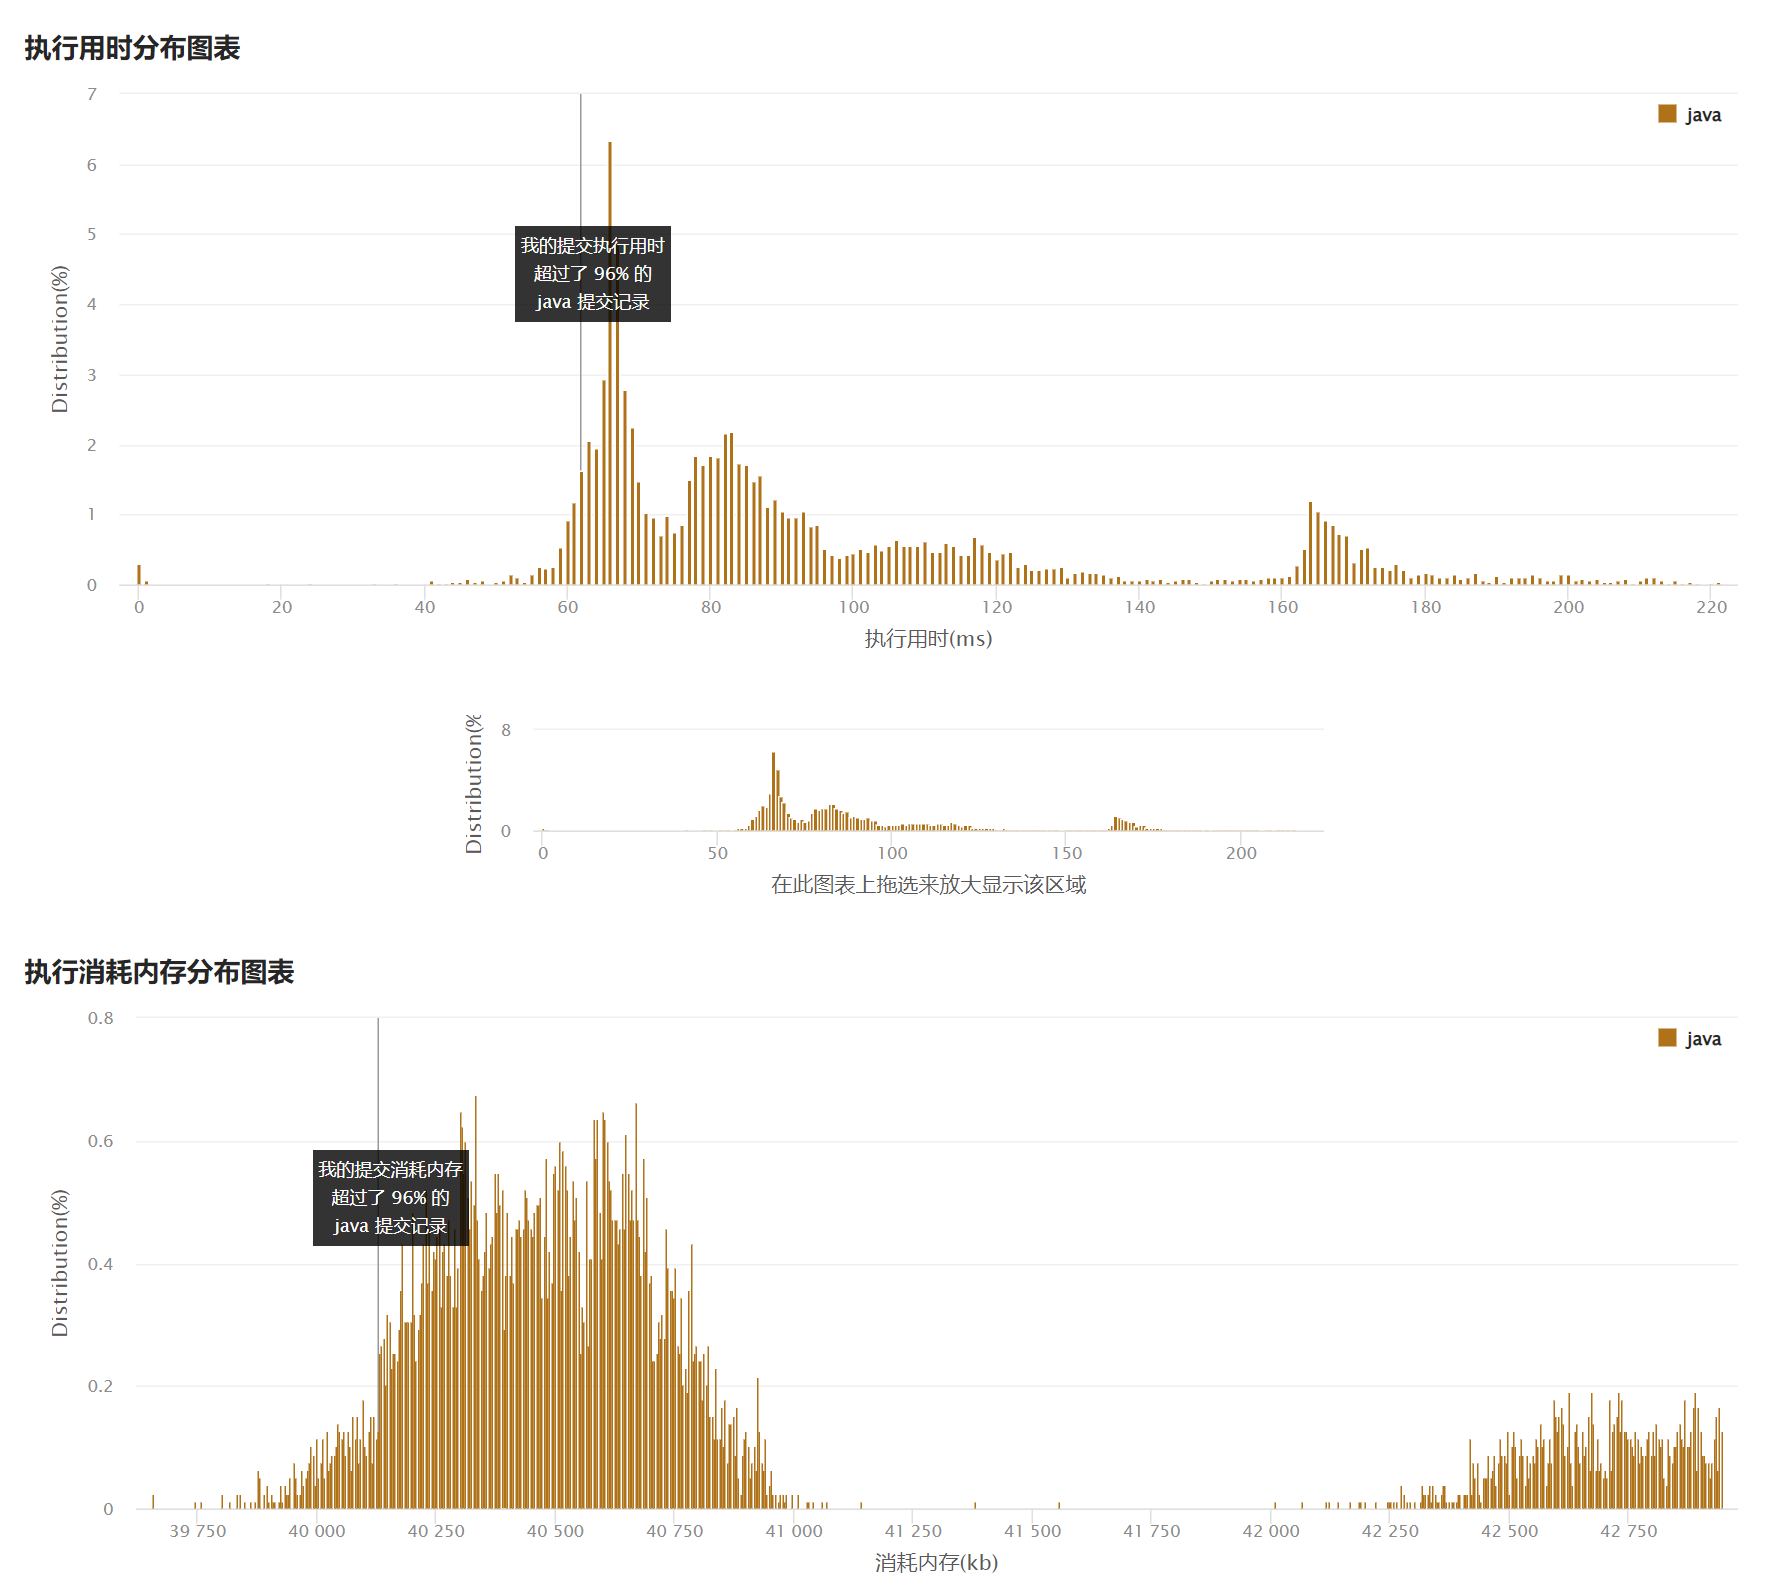 执行用时分布图表
7
java
6
5
我的提交执行用时
超过了 96% 的
java 提交记录
4
3
2
1
0
Distribution(%)
0 20 40 60 80 100 120 140 160 180 200 220
执行用时(ms)
8
0
Distribution(%
0 50 100 150 200
在此图表上拖选来放大显示该区域
执行消耗内存分布图表
0.8
java
0.6
我的提交消耗内存
超过了 96% 的
java 提交记录
0.4
0.2
0
Distribution(%)
39 750 40 000 40 250 40 500 40 750 41 000 41 250 41 500 41 750 42 000 42 250 42 500 42 750
消耗内存(kb)